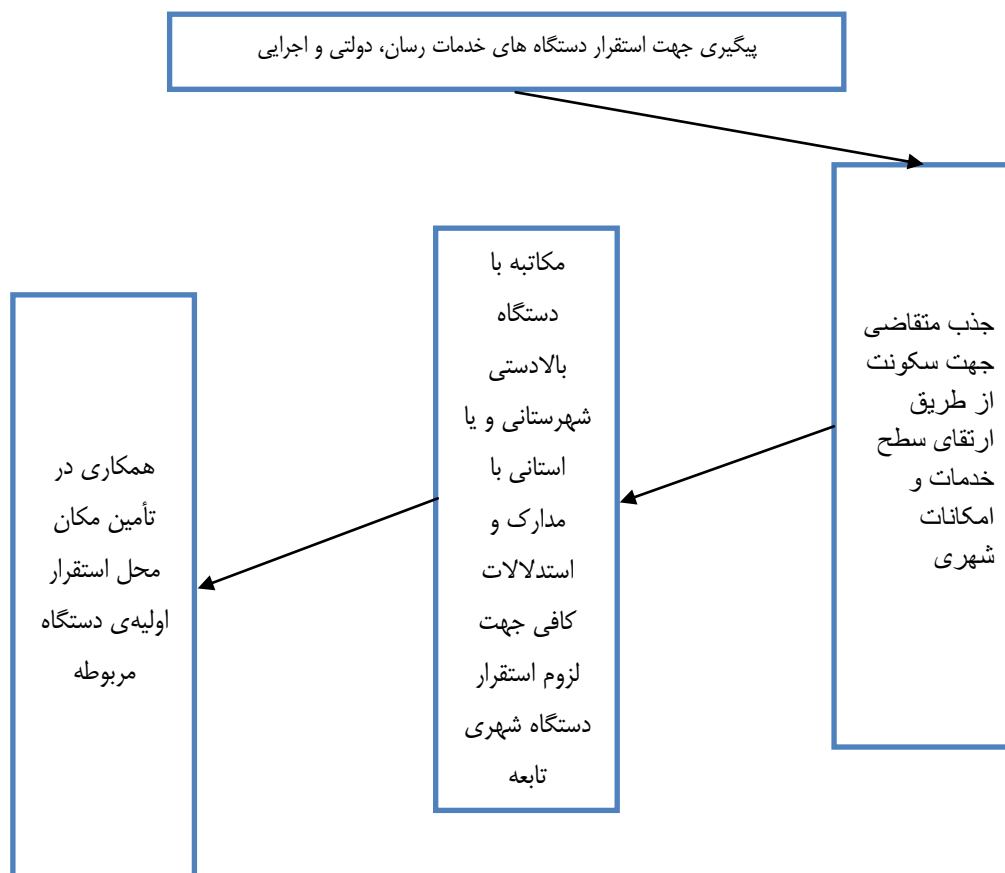 پیگیری جهت استقرار دستگاه های خدمات رسان، دولتی و اجرایی
جذب متقاضی
جهت سکونت
از طریق
ارتقای سطح
خدمات و
امکانات
شهری
مکاتبه با
دستگاه
بالادستی
شهرستانی و یا
استانی با
مدارک و
استدلالات
کافی جهت
لزوم استقرار
دستگاه شهری
تابعه
همکاری در
تأمین مکان
محل استقرار
اولیه‌ی دستگاه
مربوطه